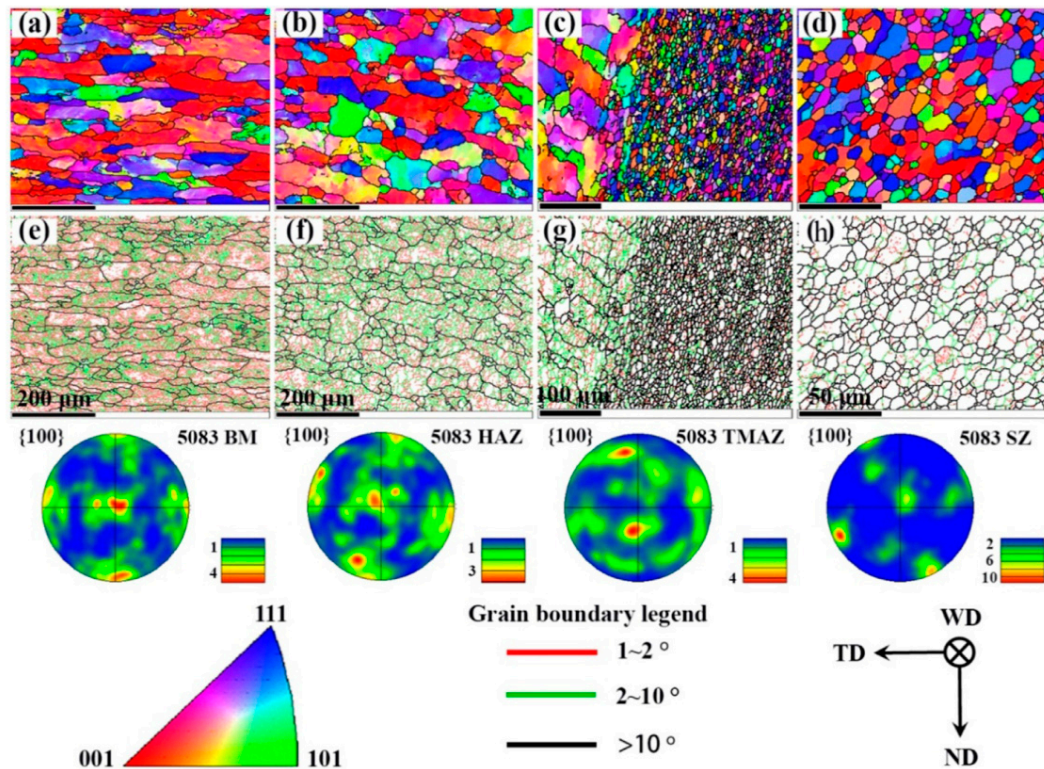 (a) (b) (c) (d)
(e) (f) (g) (h)
200 μm 200 μm 100 μm 50 μm
{100} 5083 BM {100} 5083 HAZ {100} 5083 TMAZ {100} 5083 SZ
1 1 1 2
6
4 3 4 10
111
001 101
Grain boundary legend
1~2 °
2~10 °
>10 °
WD
TD
ND